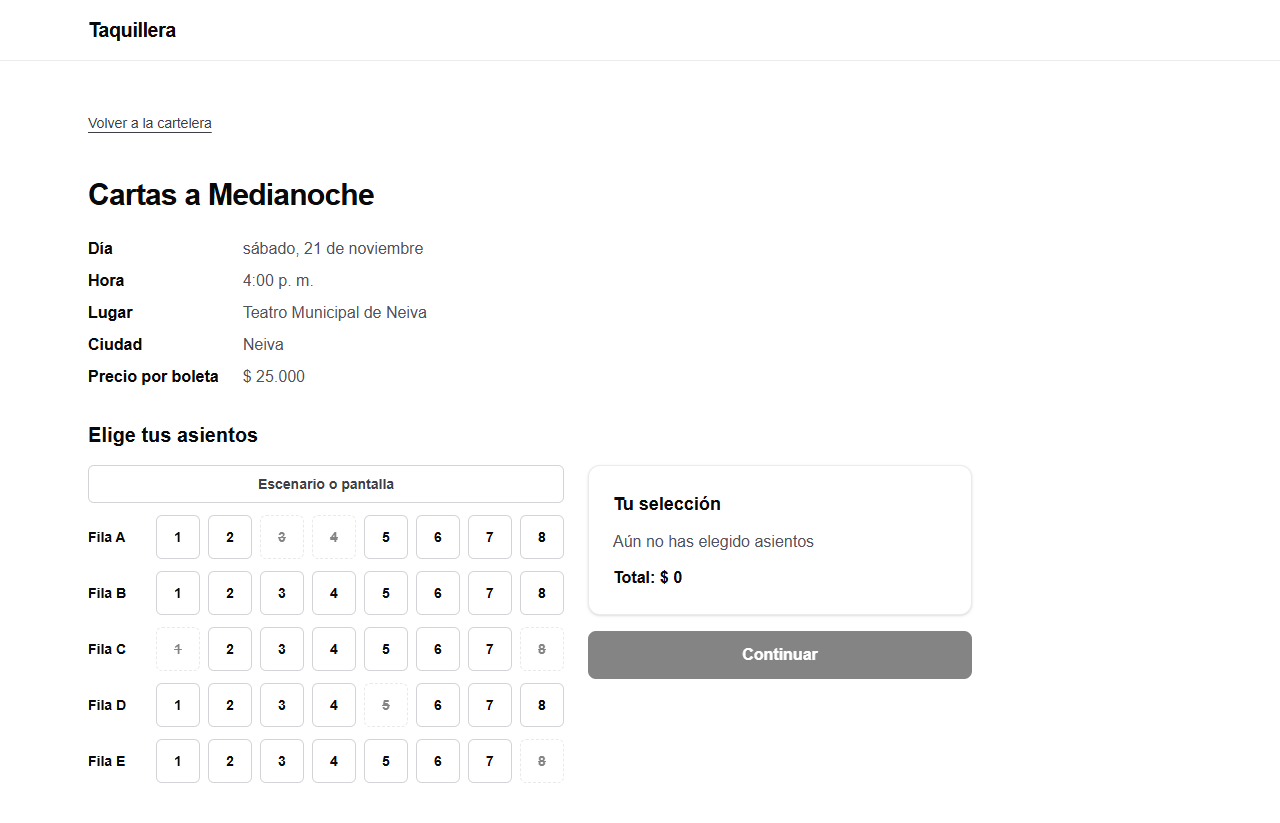 Taquillera
Volver a la cartelera
Cartas a Medianoche
Día sábado, 21 de noviembre
Hora 4:00 p. m.
Lugar Teatro Municipal de Neiva
Ciudad Neiva
Precio por boleta $ 25.000
Elige tus asientos
Escenario o pantalla
Fila A 1 2 3 4 5 6 7 8
Fila B 1 2 3 4 5 6 7 8
Fila C 1 2 3 4 5 6 7 8
Fila D 1 2 3 4 5 6 7 8
Fila E 1 2 3 4 5 6 7 8
Tu selección
Aún no has elegido asientos
Total: $ 0
Continuar